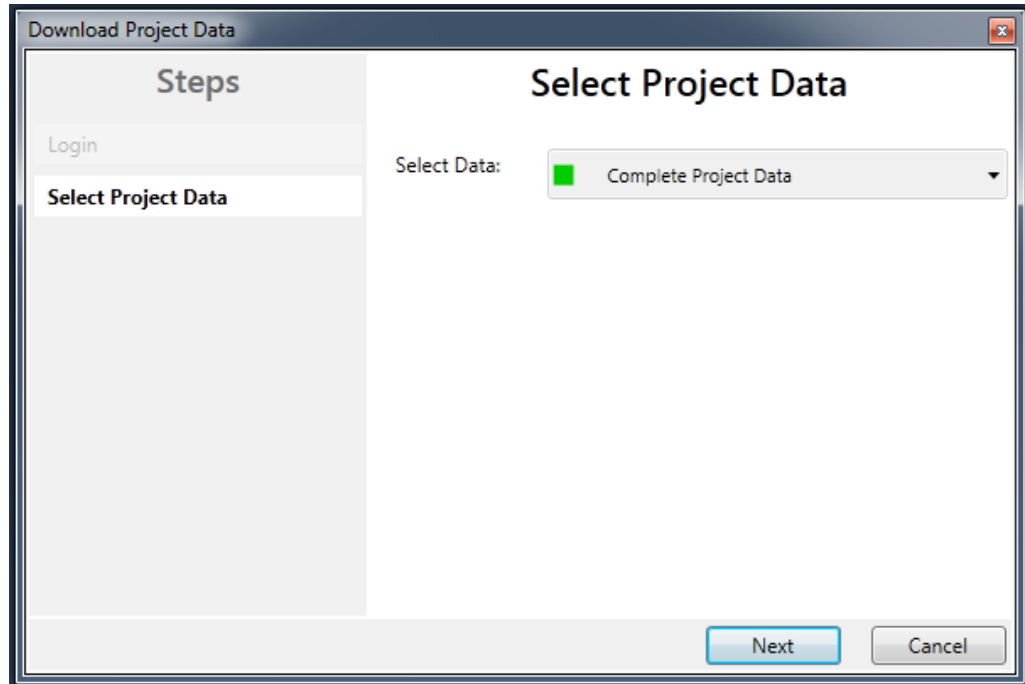 Download Project Data
Steps
Login
Select Project Data
Select Project Data
Select Data:
Complete Project Data
Next
Cancel